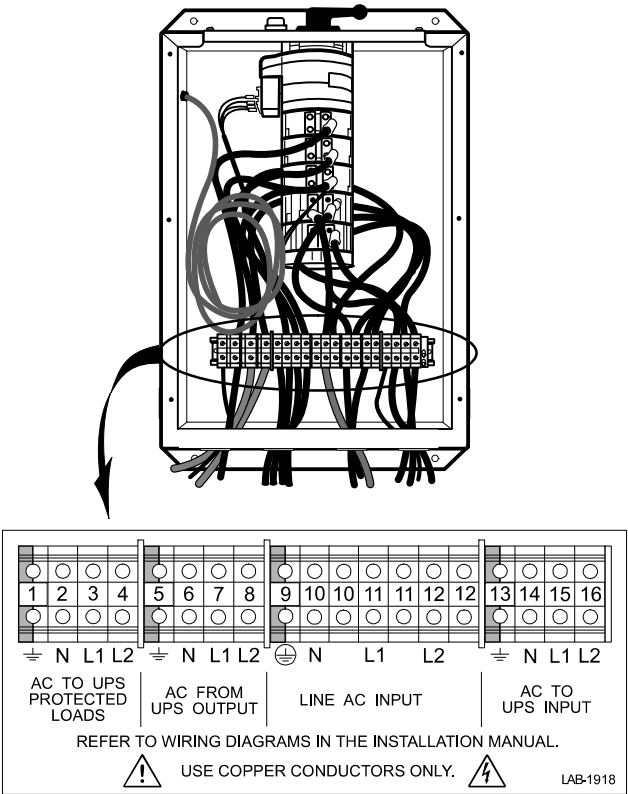 1 2 3 4 5 6 7 8 9 10 10 11 11 12 12 13 14 15 16
N L1 L2 N L1 L2 N L1 L2 N L1 L2
AC TO UPS
PROTECTED
LOADS
AC FROM
UPS OUTPUT
LINE AC INPUT
AC TO
UPS INPUT
REFER TO WIRING DIAGRAMS IN THE INSTALLATION MANUAL.
USE COPPER CONDUCTORS ONLY.
LAB-1918